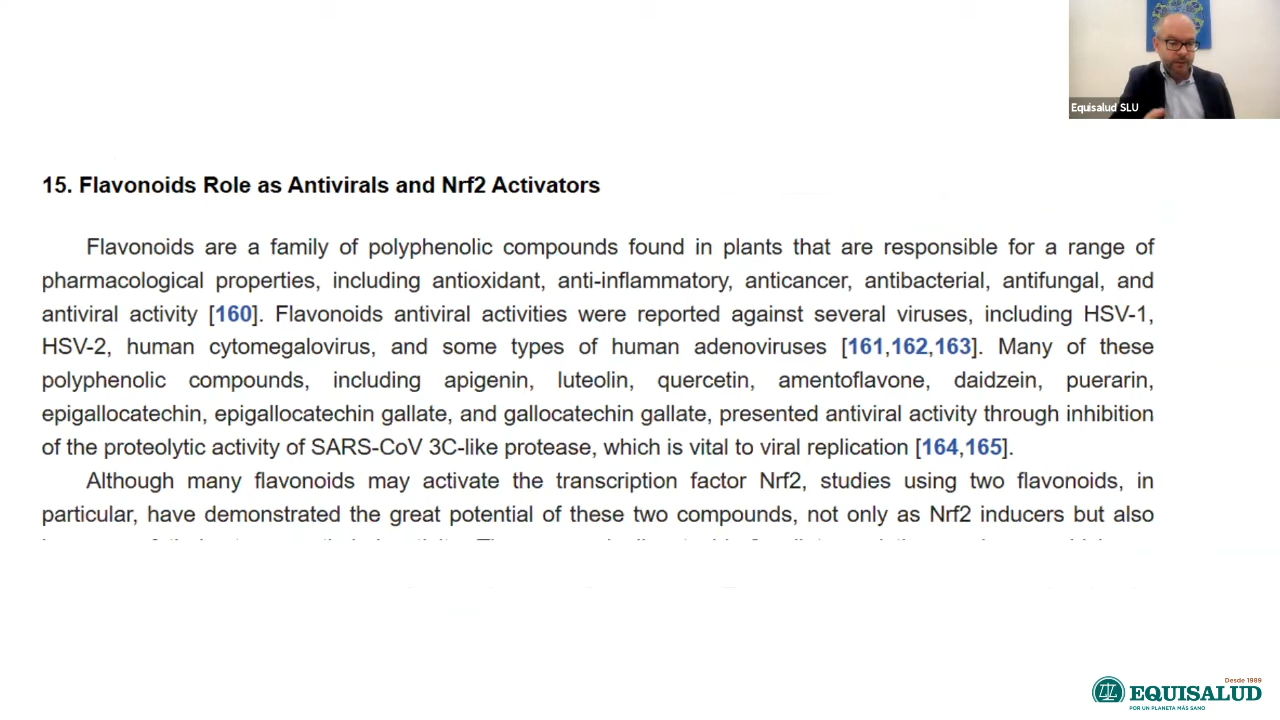 Equisalud SLU
15. Flavonoids Role as Antivirals and Nrf2 Activators
Flavonoids are a family of polyphenolic compounds found in plants that are responsible for a range of
pharmacological properties, including antioxidant, anti-inflammatory, anticancer, antibacterial, antifungal, and
antiviral activity [160]. Flavonoids antiviral activities were reported against several viruses, including HSV-1,
HSV-2, human cytomegalovirus, and some types of human adenoviruses [161,162,163]. Many of these
polyphenolic compounds, including apigenin, luteolin, quercetin, amentoflavone, daidzein, puerarin,
epigallocatechin, epigallocatechin gallate, and gallocatechin gallate, presented antiviral activity through inhibition
of the proteolytic activity of SARS-CoV 3C-like protease, which is vital to viral replication [164,165].
Although many flavonoids may activate the transcription factor Nrf2, studies using two flavonoids, in
particular, have demonstrated the great potential of these two compounds, not only as Nrf2 inducers but also
Desde 1989
EQUISALUD
POR UN PLANETA MÁS SANO